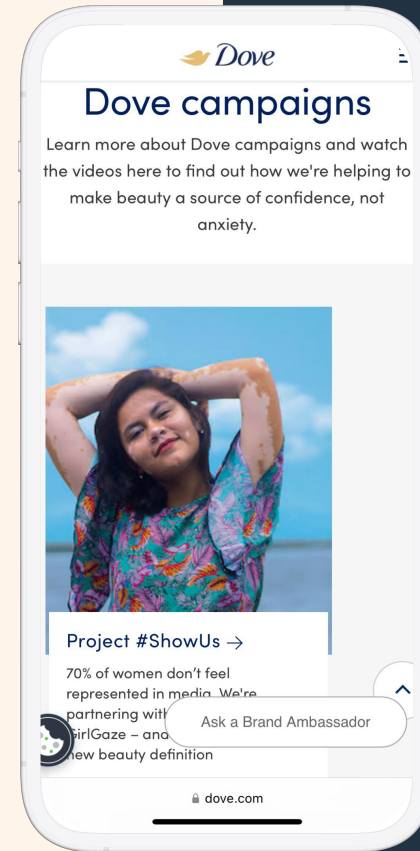 Dove
Dove campaigns
Learn more about Dove campaigns and watch
the videos here to find out how we're helping to
make beauty a source of confidence, not
anxiety.
Project #ShowUs →
70% of women don't feel
represented in media. We're
partnering with
GirlGaze – and
new beauty definition
Ask a Brand Ambassador
dove.com